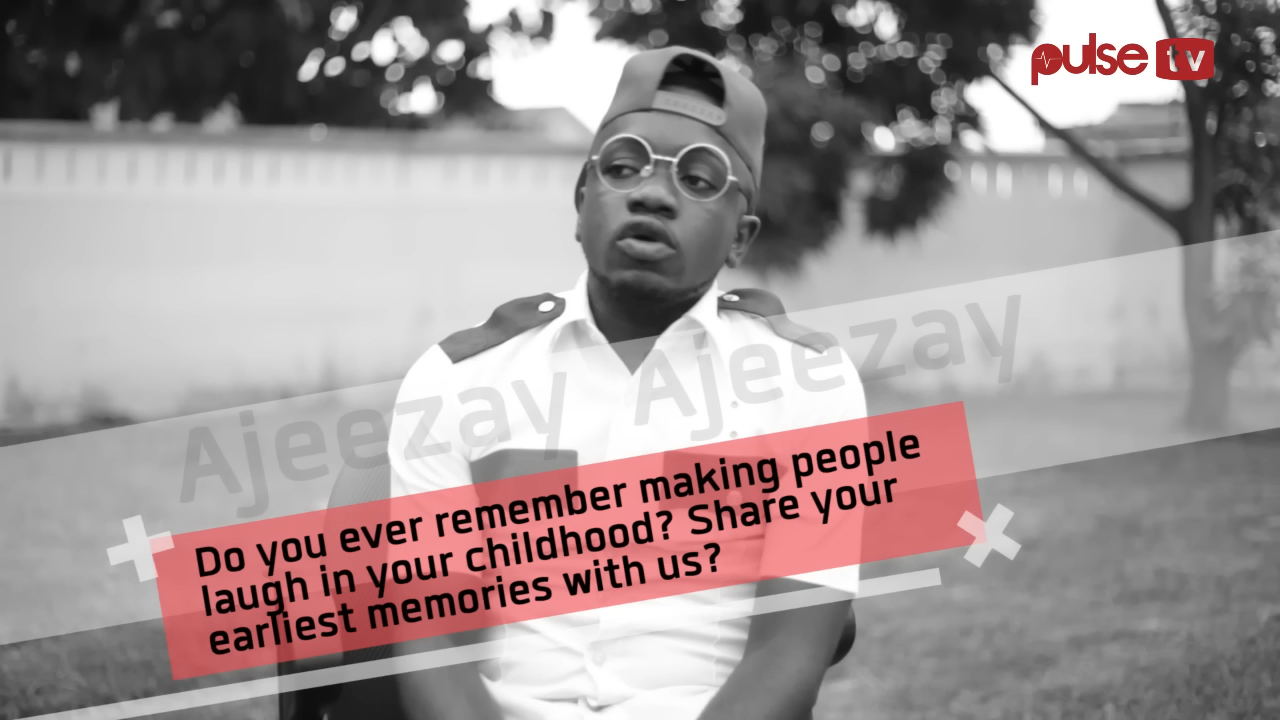 pulse tv
Ajeezay Ajeezay
Do you ever remember making people
laugh in your childhood? Share your
earliest memories with us?